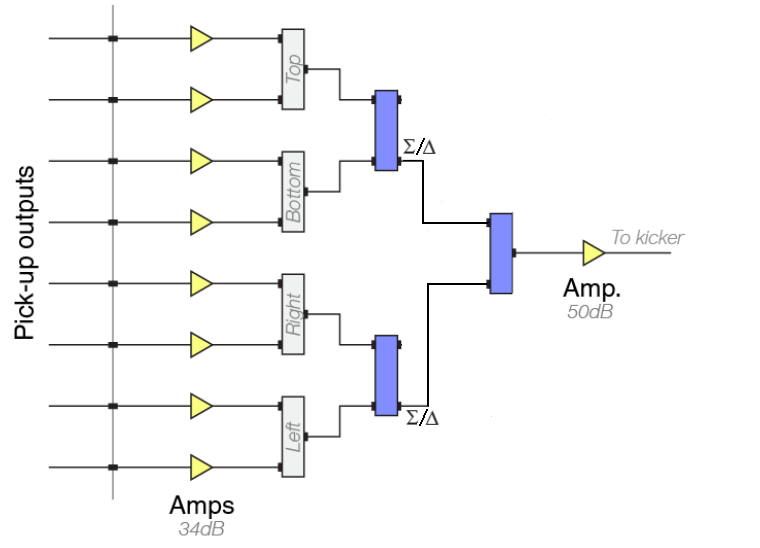 Pick-up outputs
Top
Bottom
Right
Left
Σ/Δ
Σ/Δ
To kicker
Amp.
50dB
Amps
34dB